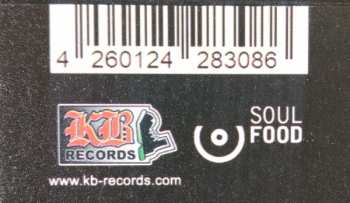 4 260124 283086
KB
RECORDS
SOUL
FOOD
www.kb-records.com